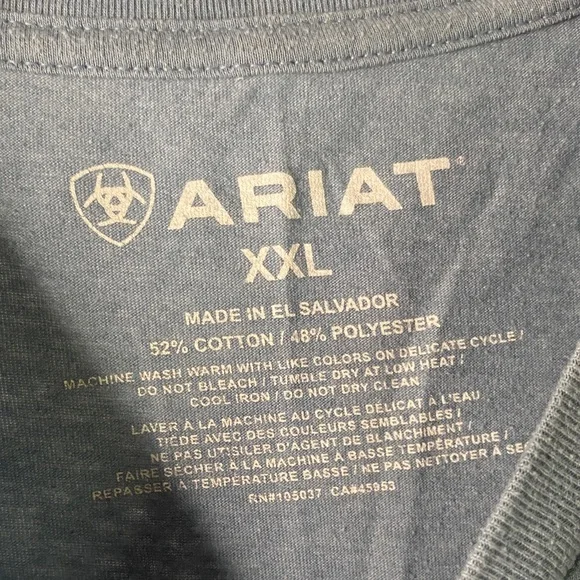 ARIAT®
XXL
MADE IN EL SALVADOR
52% COTTON / 48% POLYESTER
MACHINE WASH WARM WITH LIKE COLORS ON DELICATE CYCLE /
DO NOT BLEACH / TUMBLE DRY AT LOW HEAT /
COOL IRON / DO NOT DRY CLEAN
LAVER À LA MACHINE AU CYCLE DELICAT À L'EAU
TIÈDE AVEC DES COULEURS SEMBLABLES /
NE PAS UTISILER D'AGENT DE BLANCHIMENT /
FAIRE SÉCHER À LA MACHINE À BASSE TEMPÉRATURE /
REPASSER À TEMPÉRATURE BASSE / NE PAS NETTOYER À SEC
RN#105037 CA#45953